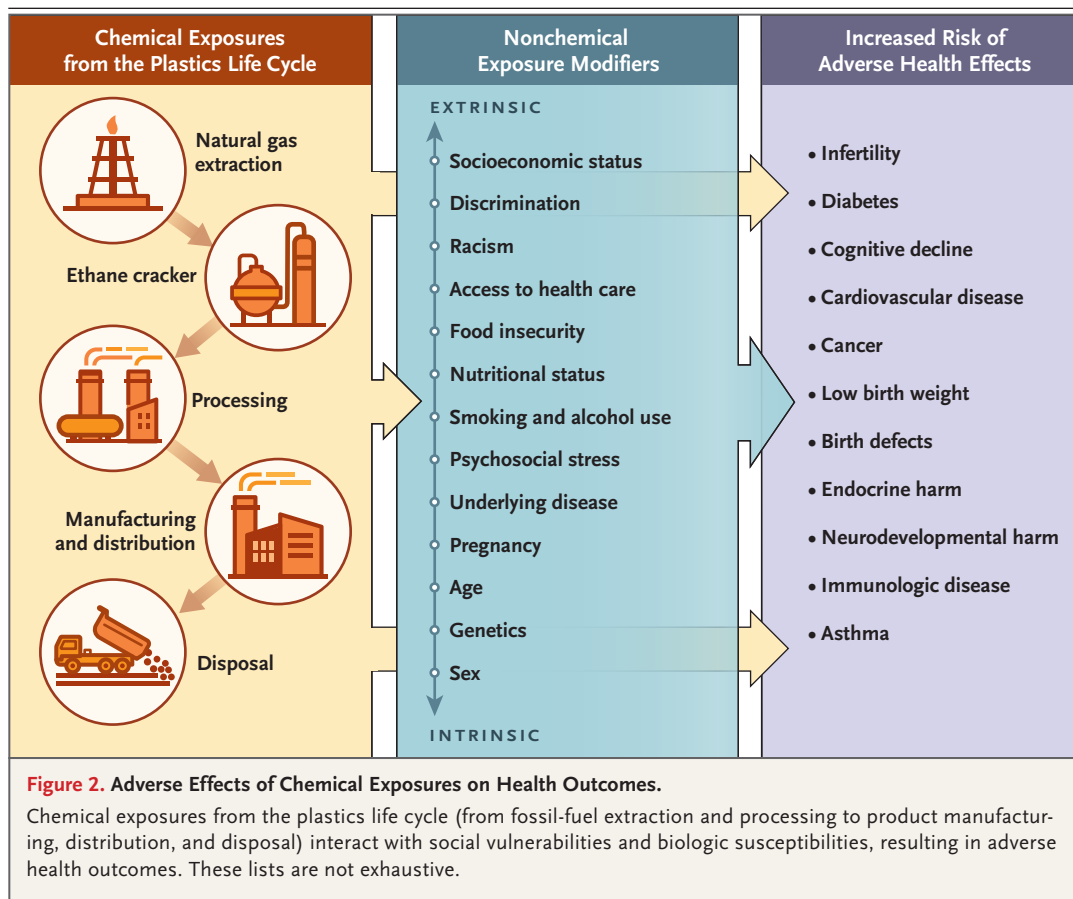 Chemical Exposures
from the Plastics Life Cycle
Natural gas
extraction
Ethane cracker
Processing
Manufacturing
and distribution
Disposal
Nonchemical
Exposure Modifiers
EXTRINSIC
Socioeconomic status
Discrimination
Racism
Access to health care
Food insecurity
Nutritional status
Smoking and alcohol use
Psychosocial stress
Underlying disease
Pregnancy
Age
Genetics
Sex
INTRINSIC
Increased Risk of
Adverse Health Effects
• Infertility
• Diabetes
• Cognitive decline
• Cardiovascular disease
• Cancer
• Low birth weight
• Birth defects
• Endocrine harm
• Neurodevelopmental harm
• Immunologic disease
• Asthma
Figure 2. Adverse Effects of Chemical Exposures on Health Outcomes.
Chemical exposures from the plastics life cycle (from fossil-fuel extraction and processing to product manufactur-
ing, distribution, and disposal) interact with social vulnerabilities and biologic susceptibilities, resulting in adverse
health outcomes. These lists are not exhaustive.